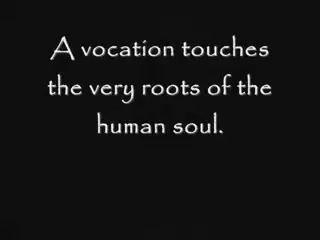 A vocation touches
the very roots of the
human soul.